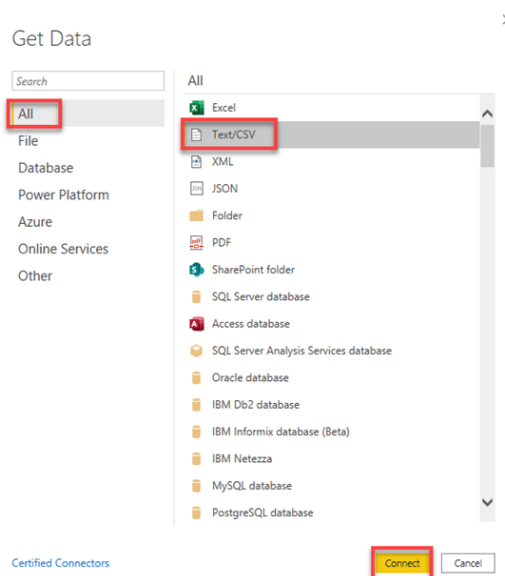 Get Data
Search
All
File
Database
Power Platform
Azure
Online Services
Other
All
Excel
Text/CSV
XML
JSON
Folder
PDF
SharePoint folder
SQL Server database
Access database
SQL Server Analysis Services database
Oracle database
IBM Db2 database
IBM Informix database (Beta)
IBM Netezza
MySQL database
PostgreSQL database
Certified Connectors
Connect
Cancel